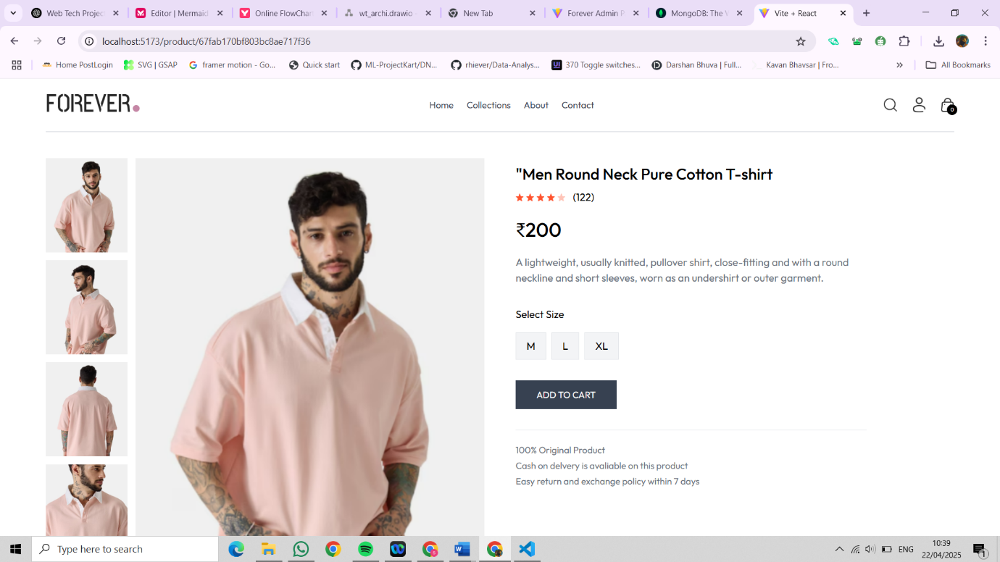 Web Tech Projec
Editor | Mermaid
Online FlowChar
wt_archi.drawio -
New Tab
Forever Admin P
MongoDB: The W
Vite + React
localhost:5173/product/67fab170bf803bc8ae717f36
Home PostLogin
SVG | GSAP
framer motion - Go...
Quick start
ML-ProjectKart/DN...
rhiever/Data-Analys...
UI
370 Toggle switches...
Darshan Bhuva | Full...
Kavan Bhavsar | Fro...
All Bookmarks
FOREVER.
Home
Collections
About
Contact
0
"Men Round Neck Pure Cotton T-shirt
(122)
₹200
A lightweight, usually knitted, pullover shirt, close-fitting and with a round
neckline and short sleeves, worn as an undershirt or outer garment.
Select Size
M L XL
ADD TO CART
100% Original Product
Cash on delvery is avaliable on this product
Easy return and exchange policy within 7 days
Type here to search
ENG
10:39
22/04/2025
1